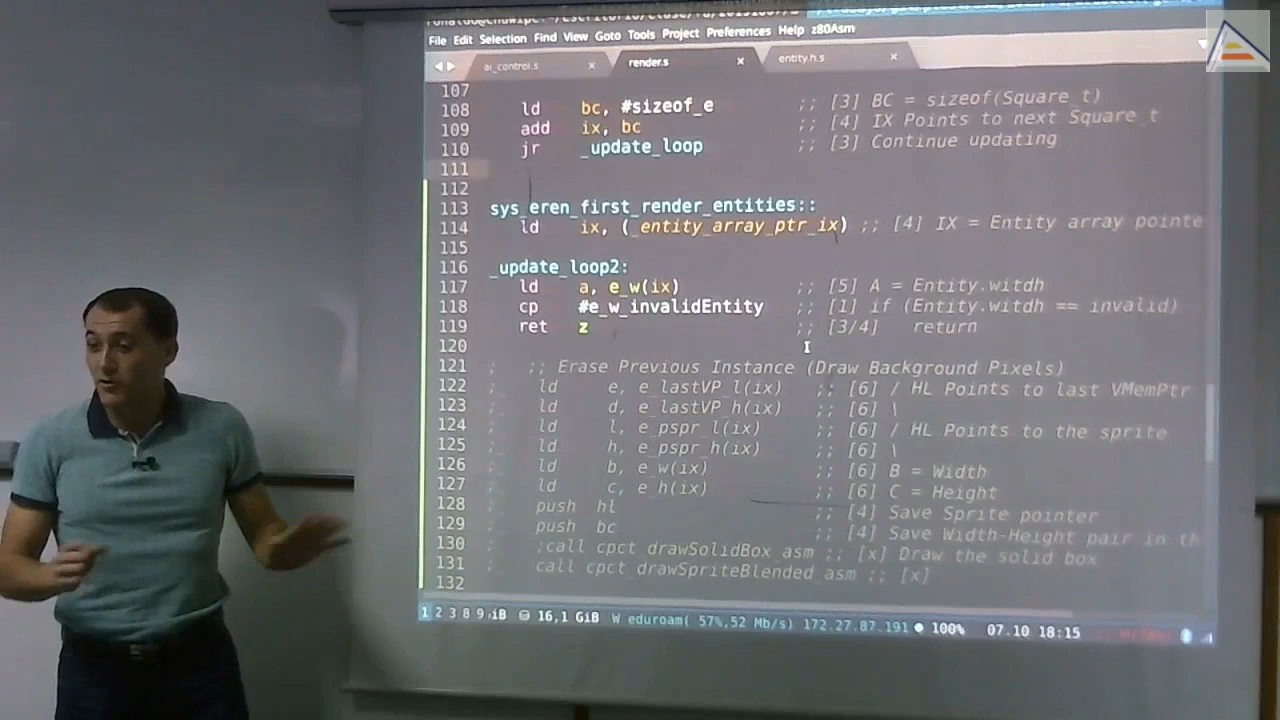 File Edit Selection Find View Goto Tools Project Preferences Help z80Asm
ai_control.s render.s entity.h.s
107
108 ld bc, #sizeof_e ;; [3] BC = sizeof(Square_t)
109 add ix, bc ;; [4] IX Points to next Square_t
110 jr _update_loop ;; [3] Continue updating
111
112
113 sys_eren_first_render_entities::
114 ld ix, (_entity_array_ptr_ix) ;; [4] IX = Entity array pointe
115
116 _update_loop2:
117 ld a, e_w(ix) ;; [5] A = Entity.witdh
118 cp #e_w_invalidEntity ;; [1] if (Entity.witdh == invalid)
119 ret z ;; [3/4] return
120
121 ; ;; Erase Previous Instance (Draw Background Pixels)
122 ; ld e, e_lastVP_l(ix) ;; [6] / HL Points to last VMemPtr
123 ; ld d, e_lastVP_h(ix) ;; [6] \
124 ; ld l, e_pspr_l(ix) ;; [6] / HL Points to the sprite
125 ; ld h, e_pspr_h(ix) ;; [6] \
126 ; ld b, e_w(ix) ;; [6] B = Width
127 ; ld c, e_h(ix) ;; [6] C = Height
128 ; push hl ;; [4] Save Sprite pointer
129 ; push bc ;; [4] Save Width-Height pair in th
130 ; ;call cpct_drawSolidBox_asm ;; [x] Draw the solid box
131 ; call cpct_drawSpriteBlended_asm ;; [x]
132
1 2 3 8 9 iB 16,1 GiB W eduroam( 57%,52 Mb/s) 172.27.87.191 100% 07.10 18:15